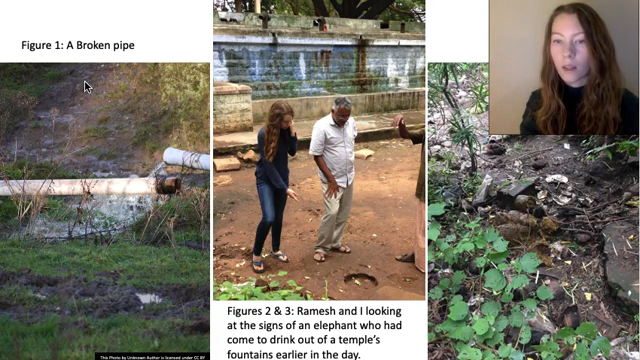 Figure 1: A Broken pipe
This Photo by Unknown Author is licensed under CC BY
Figures 2 & 3: Ramesh and I looking
at the signs of an elephant who had
come to drink out of a temple's
fountains earlier in the day.